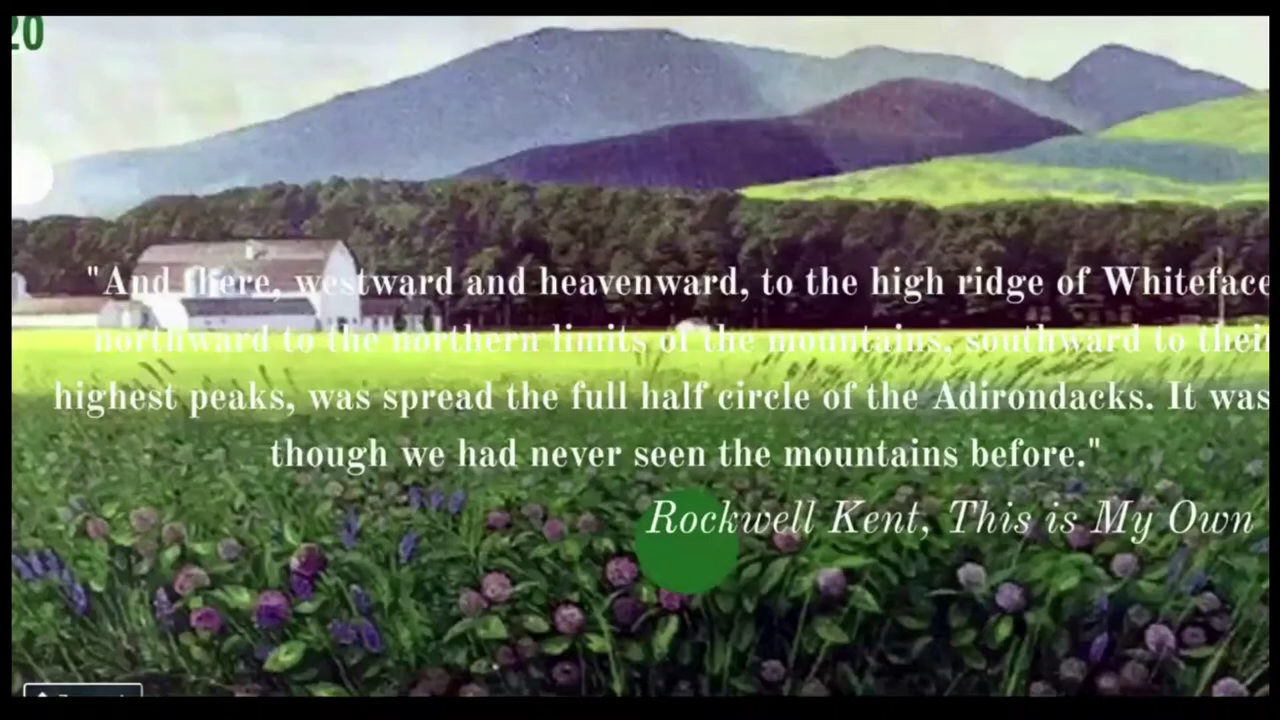 20
"And there, westward and heavenward, to the high ridge of Whiteface
northward to the northern limits of the mountains, southward to their
highest peaks, was spread the full half circle of the Adirondacks. It was
though we had never seen the mountains before."
Rockwell Kent, This is My Own